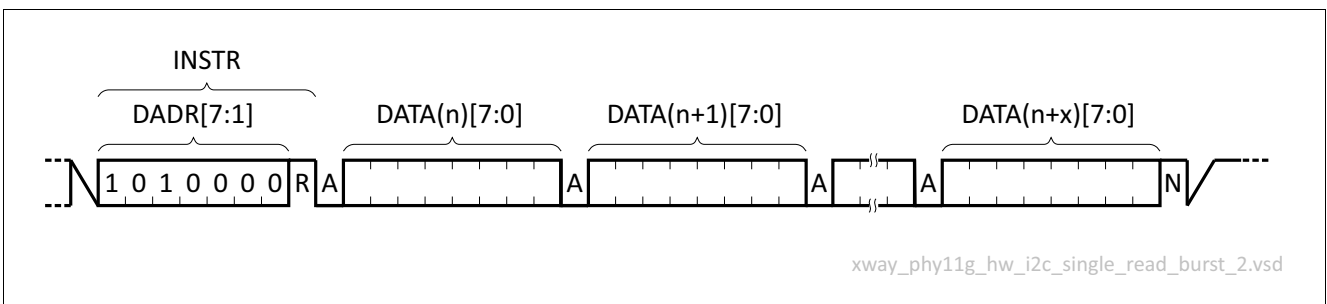 INSTR
DADR[7:1] DATA(n)[7:0] DATA(n+1)[7:0] DATA(n+x)[7:0]
1 0 1 0 0 0 0 R A A A A N
xway_phy11g_hw_i2c_single_read_burst_2.vsd